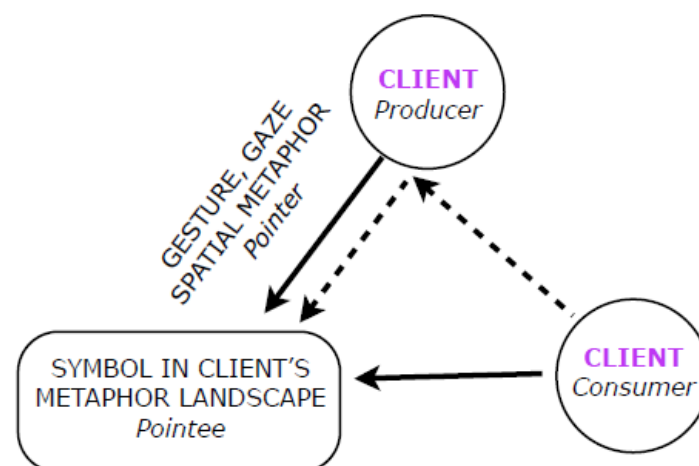 CLIENT
Producer
GESTURE, GAZE
SPATIAL METAPHOR
Pointer
SYMBOL IN CLIENT’S
METAPHOR LANDSCAPE
Pointee
CLIENT
Consumer